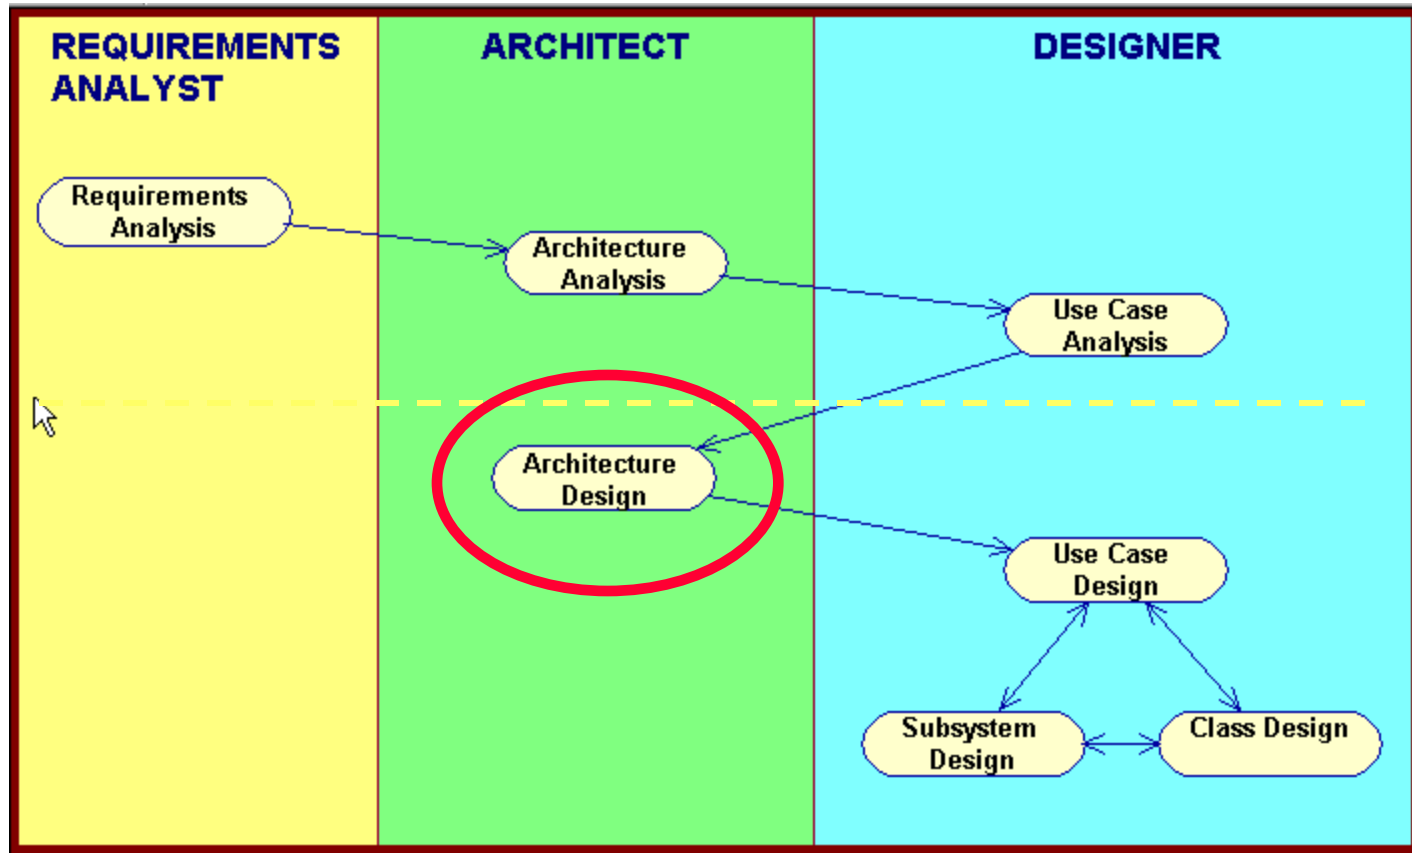 REQUIREMENTS
ANALYST
ARCHITECT
DESIGNER
Requirements
Analysis
Architecture
Analysis
Use Case
Analysis
Architecture
Design
Use Case
Design
Subsystem
Design
Class Design